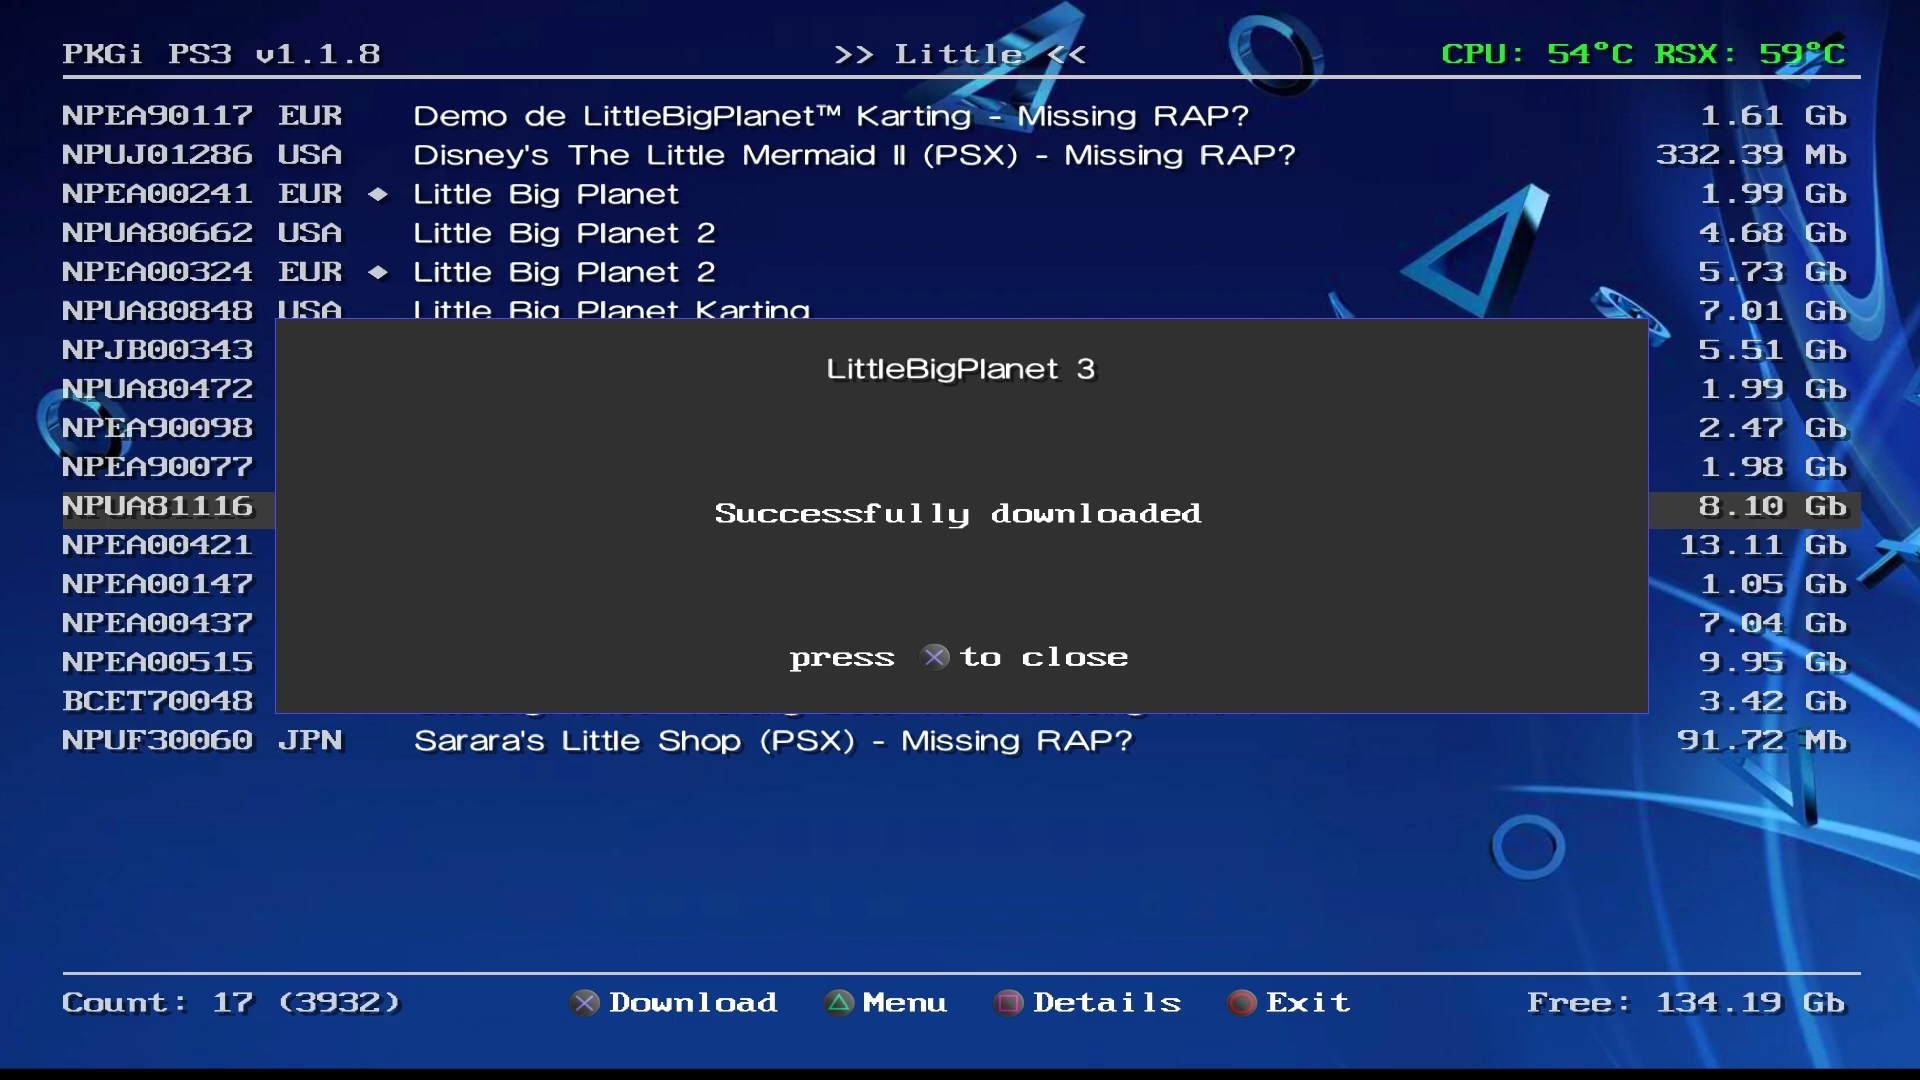 PKGi PS3 v1.1.8 >> Little << CPU: 54°C RSX: 59°C
NPEA90117 EUR Demo de LittleBigPlanet™ Karting - Missing RAP? 1.61 Gb
NPUJ01286 USA Disney's The Little Mermaid II (PSX) - Missing RAP? 332.39 Mb
NPEA00241 EUR ◆ Little Big Planet 1.99 Gb
NPUA80662 USA Little Big Planet 2 4.68 Gb
NPEA00324 EUR ◆ Little Big Planet 2 5.73 Gb
NPUA80848 USA Little Big Planet Karting 7.01 Gb
NPJB00343 5.51 Gb
LittleBigPlanet 3
NPUA80472 1.99 Gb
NPEA90098 2.47 Gb
NPEA90077 1.98 Gb
NPUA81116 8.10 Gb
Successfully downloaded
NPEA00421 13.11 Gb
NPEA00147 1.05 Gb
NPEA00437 7.04 Gb
NPEA00515 9.95 Gb
press to close
BCET70048 3.42 Gb
NPUF30060 JPN Sarara's Little Shop (PSX) - Missing RAP? 91.72 Mb
Count: 17 (3932) Download Menu Details Exit Free: 134.19 Gb